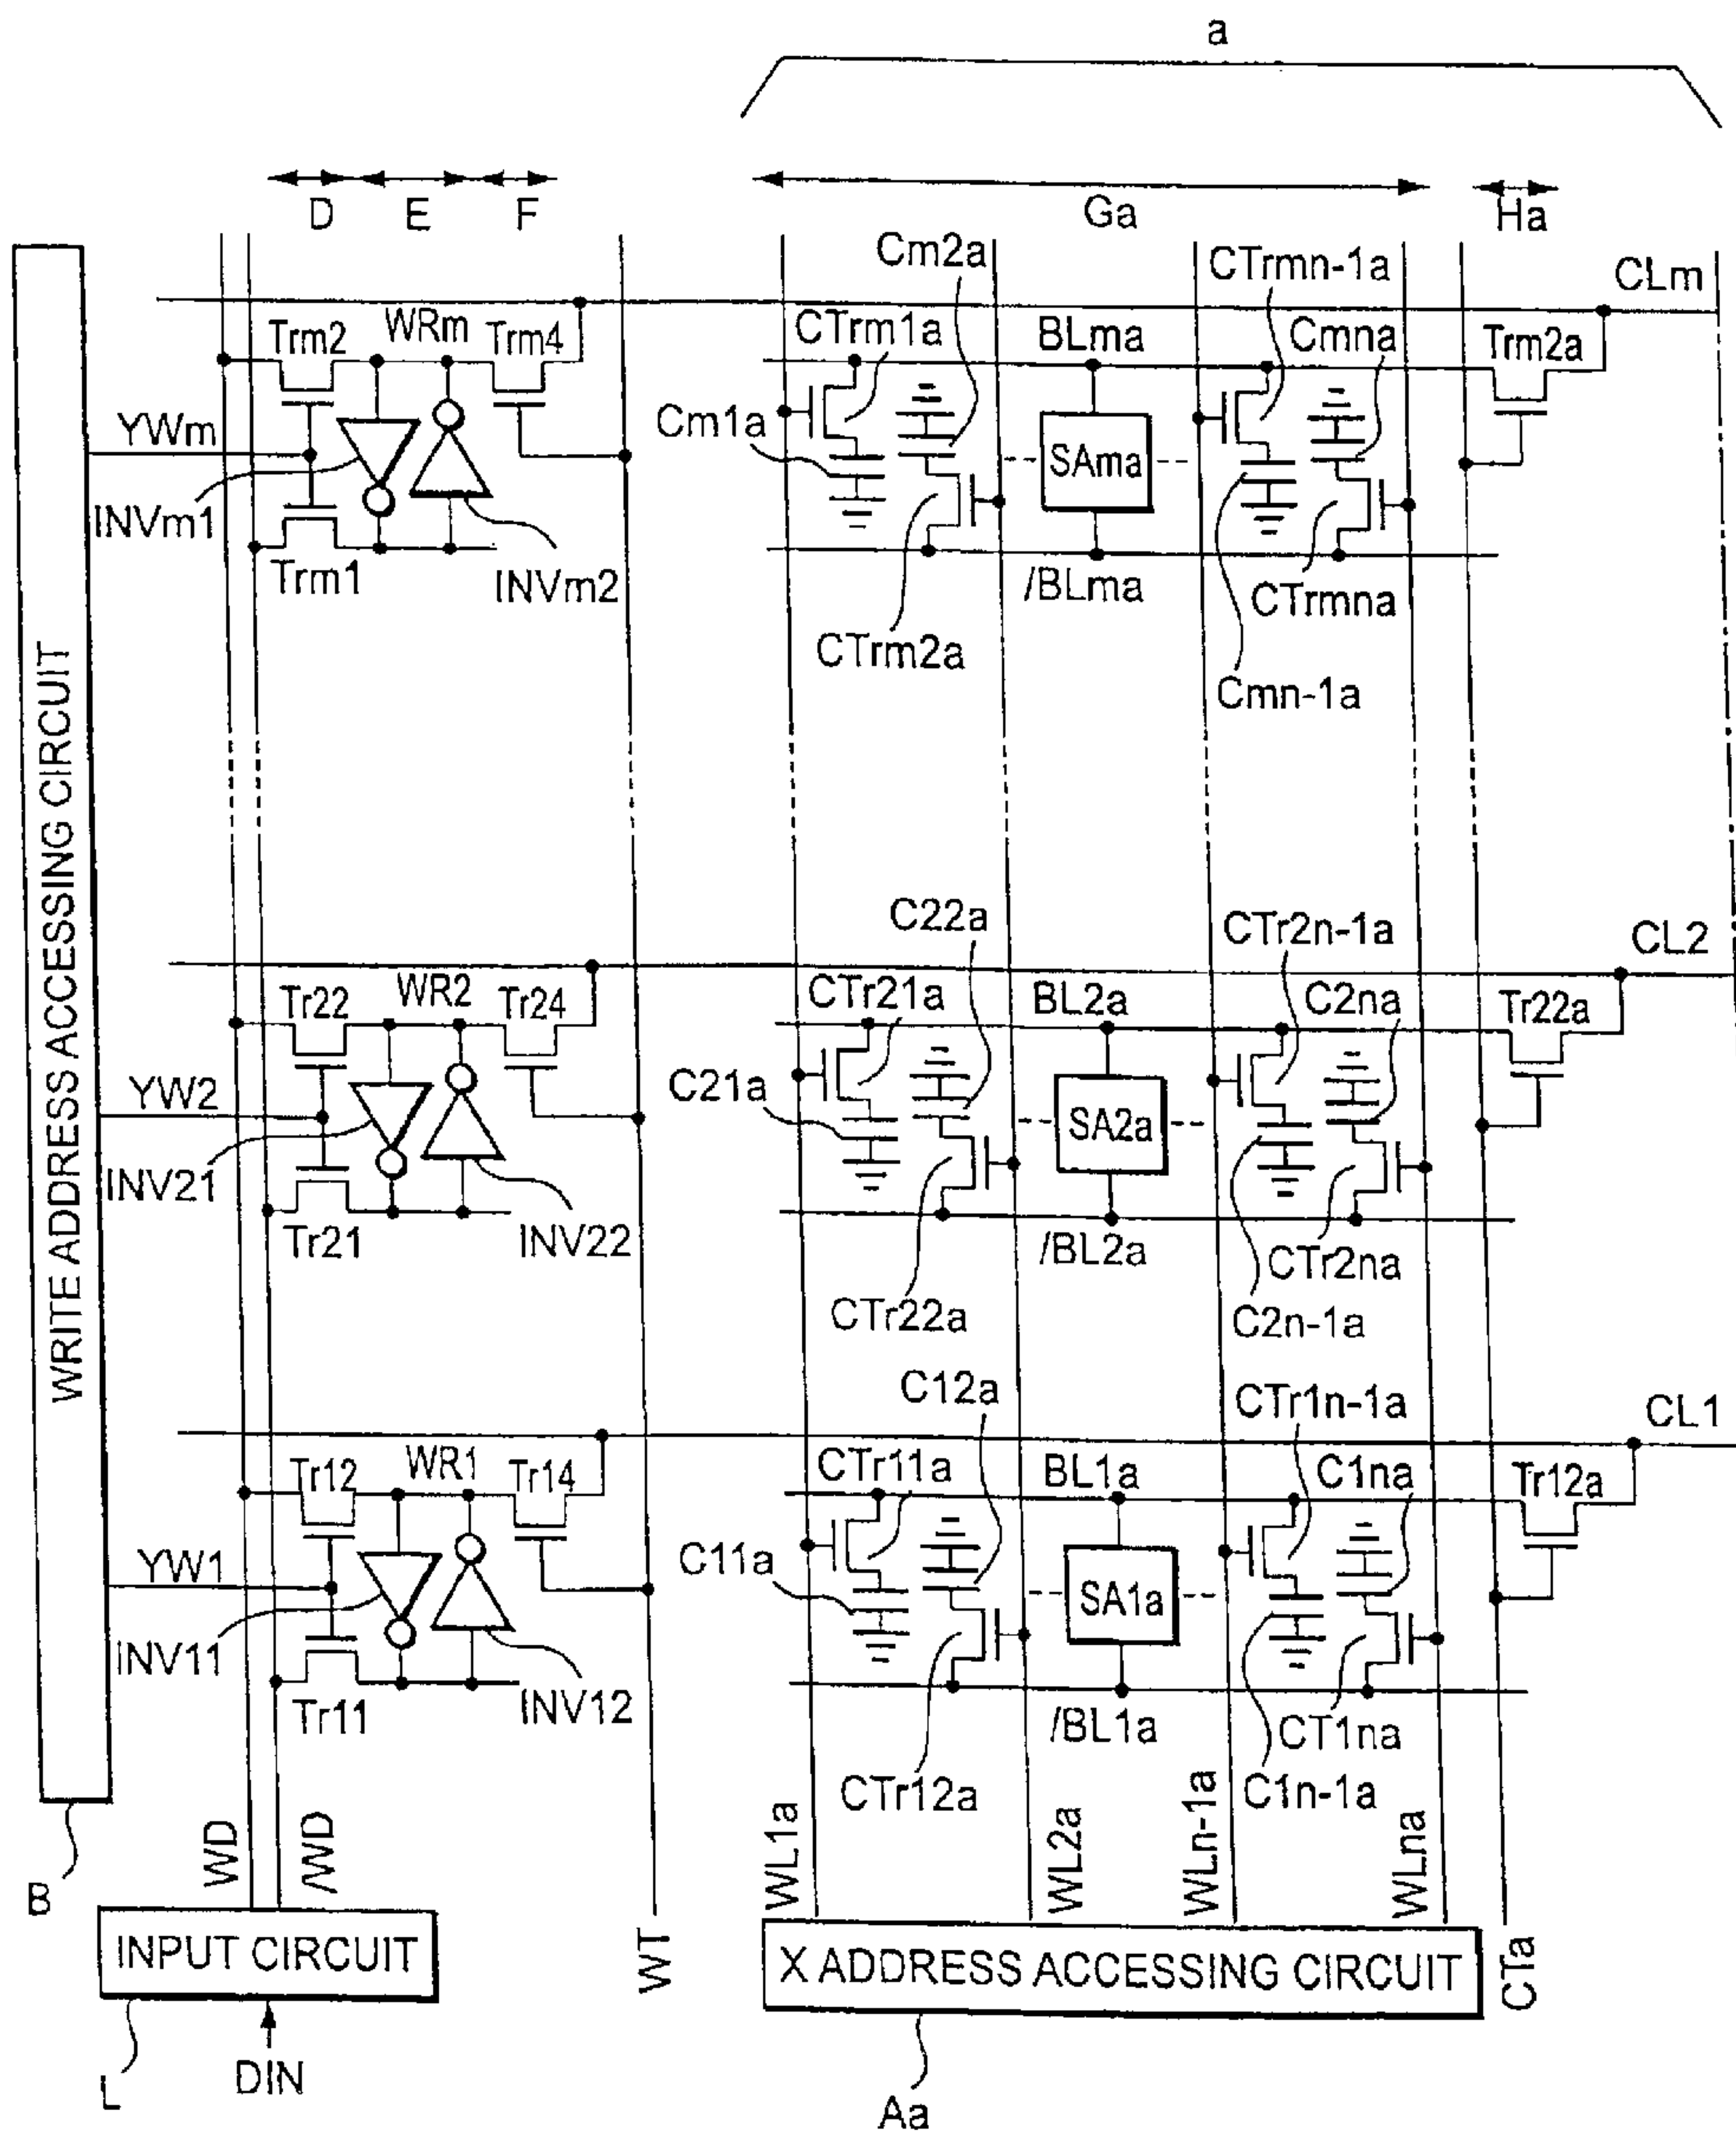 a
D E F Ga Ha
Cm2a CTrmn-1a CLm
Trm2 WRm Trm4 CTrm1a BLma Cmna Trm2a
YWm Cm1a SAma
INVm1
Trm1 INVm2 /BLma CTrmna
CTrm2a Cmn-1a
WRITE ADDRESS ACCESSING CIRCUIT
C22a CTr2n-1a CL2
Tr22 WR2 Tr24 CTr21a BL2a C2na Tr22a
YW2 C21a SA2a
INV21
Tr21 INV22 /BL2a CTr2na
CTr22a C2n-1a
C12a CTr1n-1a CL1
Tr12 WR1 Tr14 CTr11a BL1a C1na Tr12a
YW1 C11a SA1a
INV11
Tr11 INV12 /BL1a CT1na
CTr12a C1n-1a
WD /WD WT WL1a WL2a WLn-1a WLna CTa
B
INPUT CIRCUIT X ADDRESS ACCESSING CIRCUIT
L DIN Aa